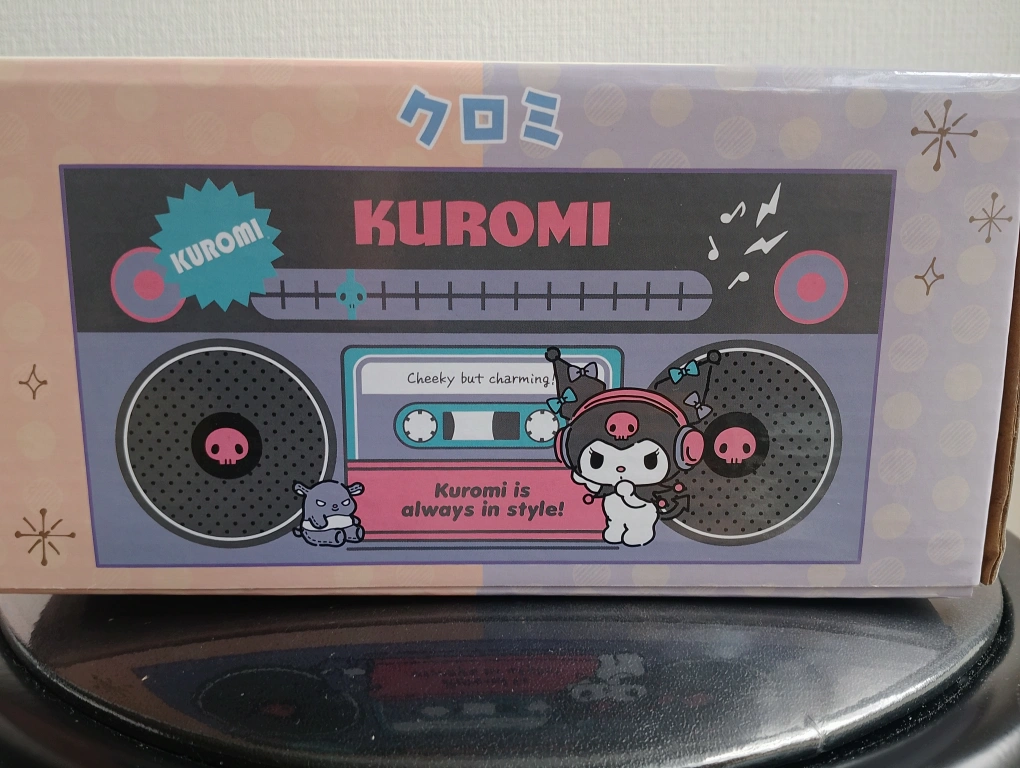 クロミ
KUROMI
KUROMI
Cheeky but charming!
Kuromi is
always in style!